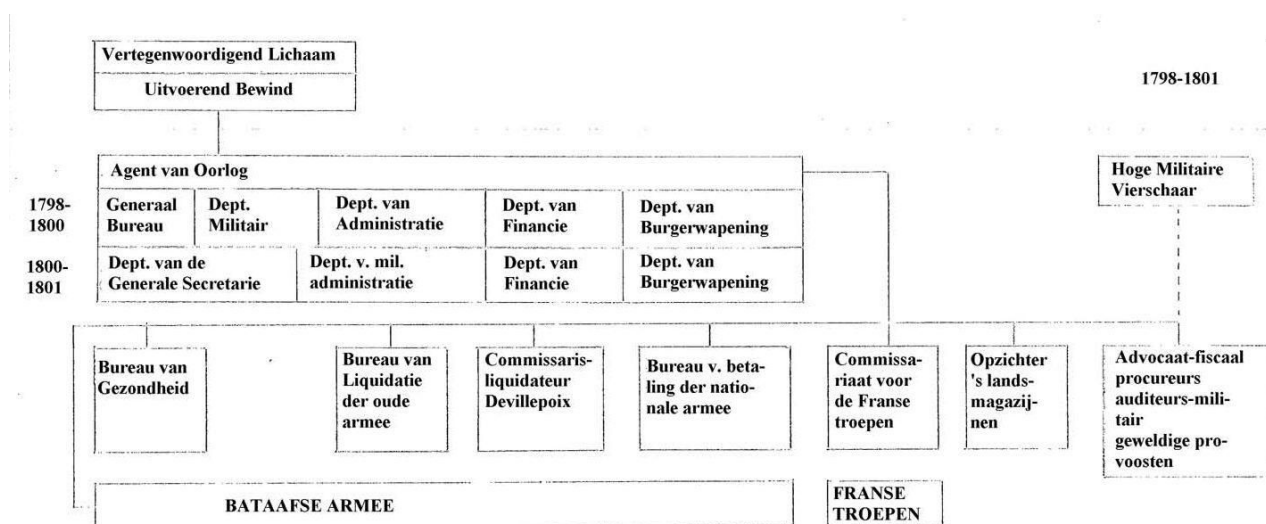 Vertegenwoordigend Lichaam
Uitvoerend Bewind
1798-1801
Agent van Oorlog
Hoge Militaire
Vierschaar
1798-
1800
Generaal
Bureau
Dept.
Militair
Dept. van
Administratie
Dept. van
Financie
Dept. van
Burgerwapening
1800-
1801
Dept. van de
Generale Secretarie
Dept. v. mil.
administratie
Dept. van
Financie
Dept. van
Burgerwapening
Bureau van
Gezondheid
Bureau van
Liquidatie
der oude
armee
Commissaris-
liquidateur
Devillepoix
Bureau v. beta-
ling der natio-
nale armee
Commissa-
riaat voor
de Franse
troepen
Opzichter
's lands-
magazij-
nen
Advocaat-fiscaal
procureurs
auditeurs-mili-
tair
geweldige pro-
voosten
BATAAFSE ARMEE
FRANSE
TROEPEN